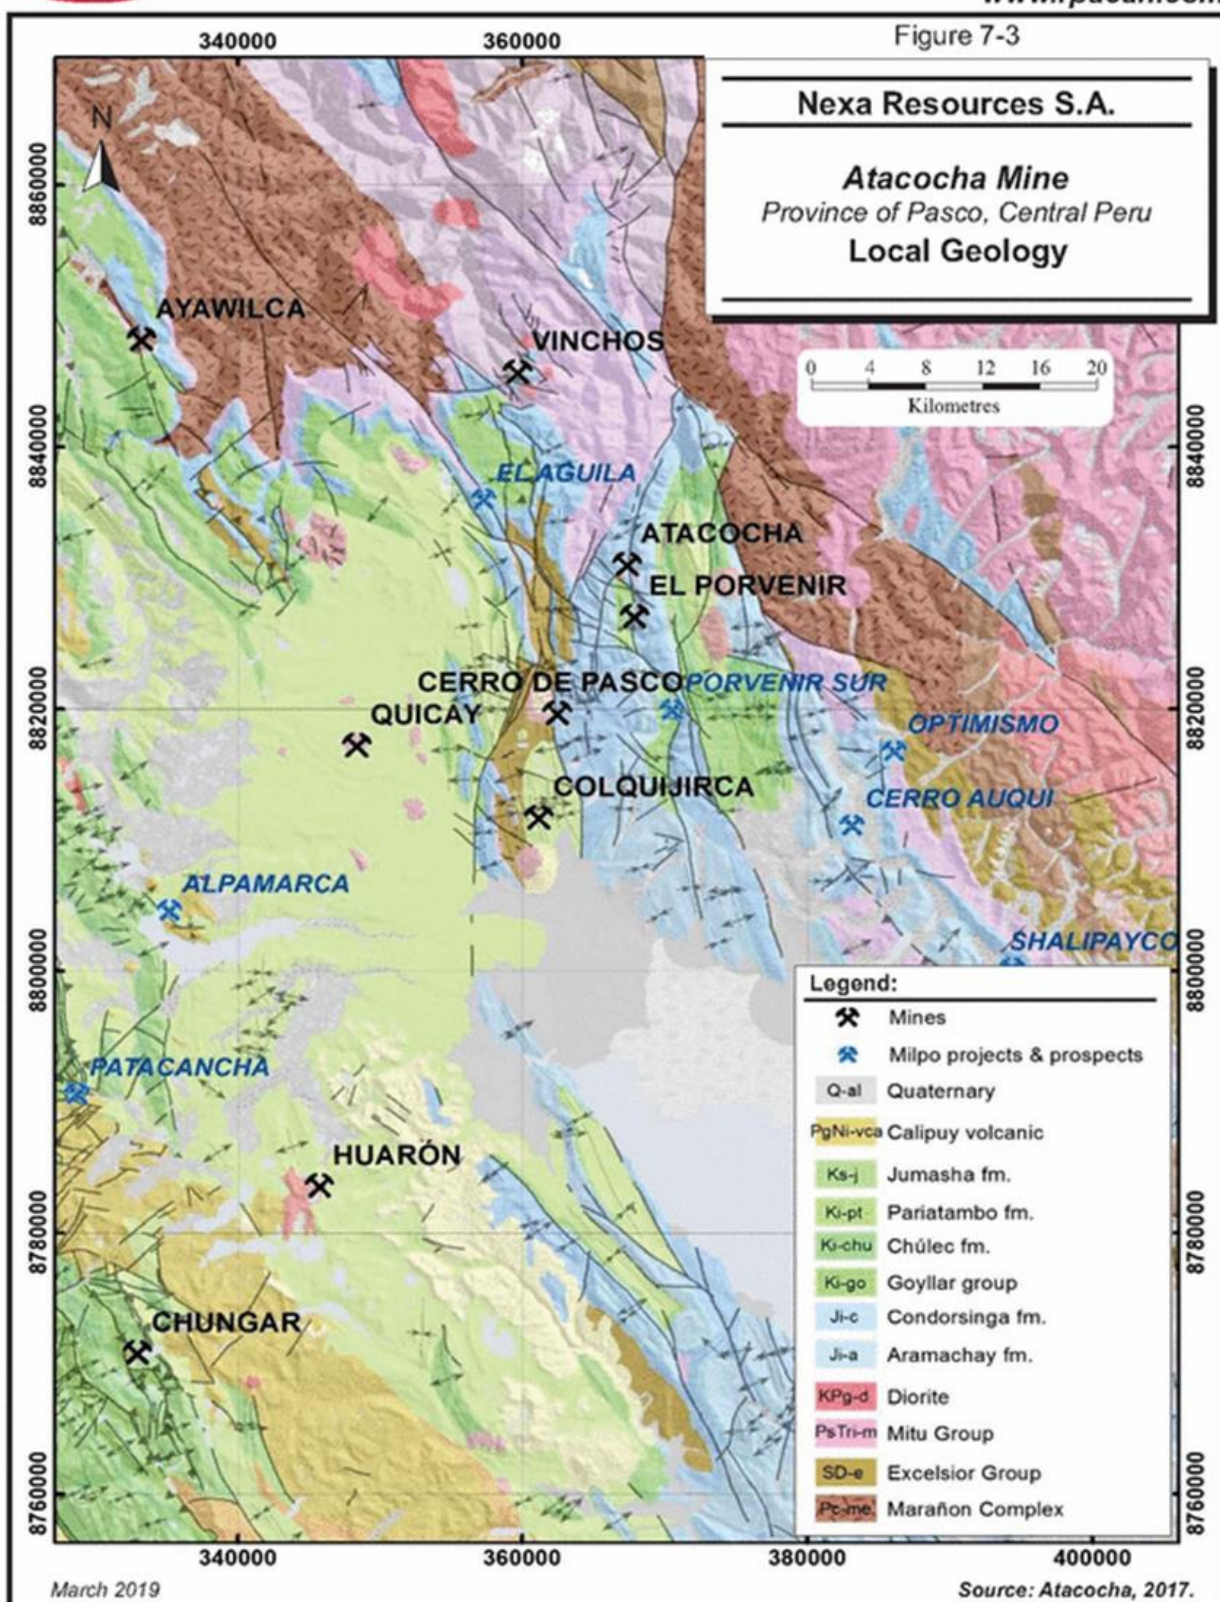 Figure 7-3
340000
360000
Nexa Resources S.A.
Atacocha Mine
Province of Pasco, Central Peru
Local Geology
N
8860000
AYAWILCA
VINCHOS
0 4 8 12 16 20
Kilometres
8840000
8840000
EL AGUILA
ATACOCHA
EL PORVENIR
CERRO DE PASCO
PORVENIR SUR
8820000
8820000
QUICAY
OPTIMISMO
COLQUIJIRCA
CERRO AUQUI
ALPAMARCA
SHALIPAYCO
8800000
8800000
PATACANCHA
HUARÓN
8780000
8780000
CHUNGAR
8760000
8760000
Legend:
Mines
Milpo projects & prospects
Q-al Quaternary
PgNi-vca Calipuy volcanic
Ks-j Jumasha fm.
Ki-pt Pariatambo fm.
Ki-chu Chúlec fm.
Ki-go Goyllar group
Ji-c Condorsinga fm.
Ji-a Aramachay fm.
KPg-d Diorite
PsTri-m Mitu Group
SD-e Excelsior Group
Pc-me Marañon Complex
340000
360000
380000
400000
March 2019
Source: Atacocha, 2017.